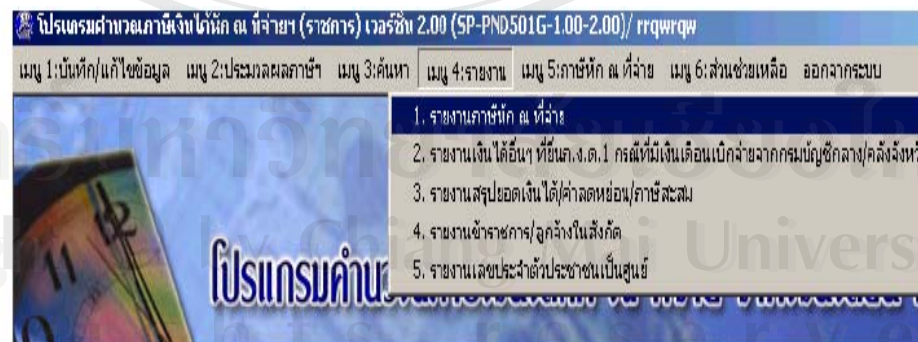 โปรแกรมคำนวณภาษีเงินได้หัก ณ ที่จ่ายฯ (ราชการ) เวอร์ชั่น 2.00 (SP-PND501G-1.00-2.00)/ rrqwrqw
เมนู 1:บันทึก/แก้ไขข้อมูล เมนู 2:ประมวลผลภาษีฯ เมนู 3:ค้นหา เมนู 4:รายงาน เมนู 5:ภาษีหัก ณ ที่จ่าย เมนู 6:ส่วนช่วยเหลือ ออกจากระบบ
1. รายงานภาษีหัก ณ ที่จ่าย
2. รายงานเงินได้อื่นๆ ที่ยื่นภ.ง.ด.1 กรณีที่มีเงินเดือนเบิกจ่ายจากกรมบัญชีกลาง/คลังจังหวั
3. รายงานสรุปยอดเงินได้/ค่าลดหย่อน/ภาษีสะสม
4. รายงานข้าราชการ/ลูกจ้างในสังกัด
5. รายงานเลขประจำตัวประชาชนเป็นศูนย์
โปรแกรมคำนว
by Chiang Mai Univers
11 12